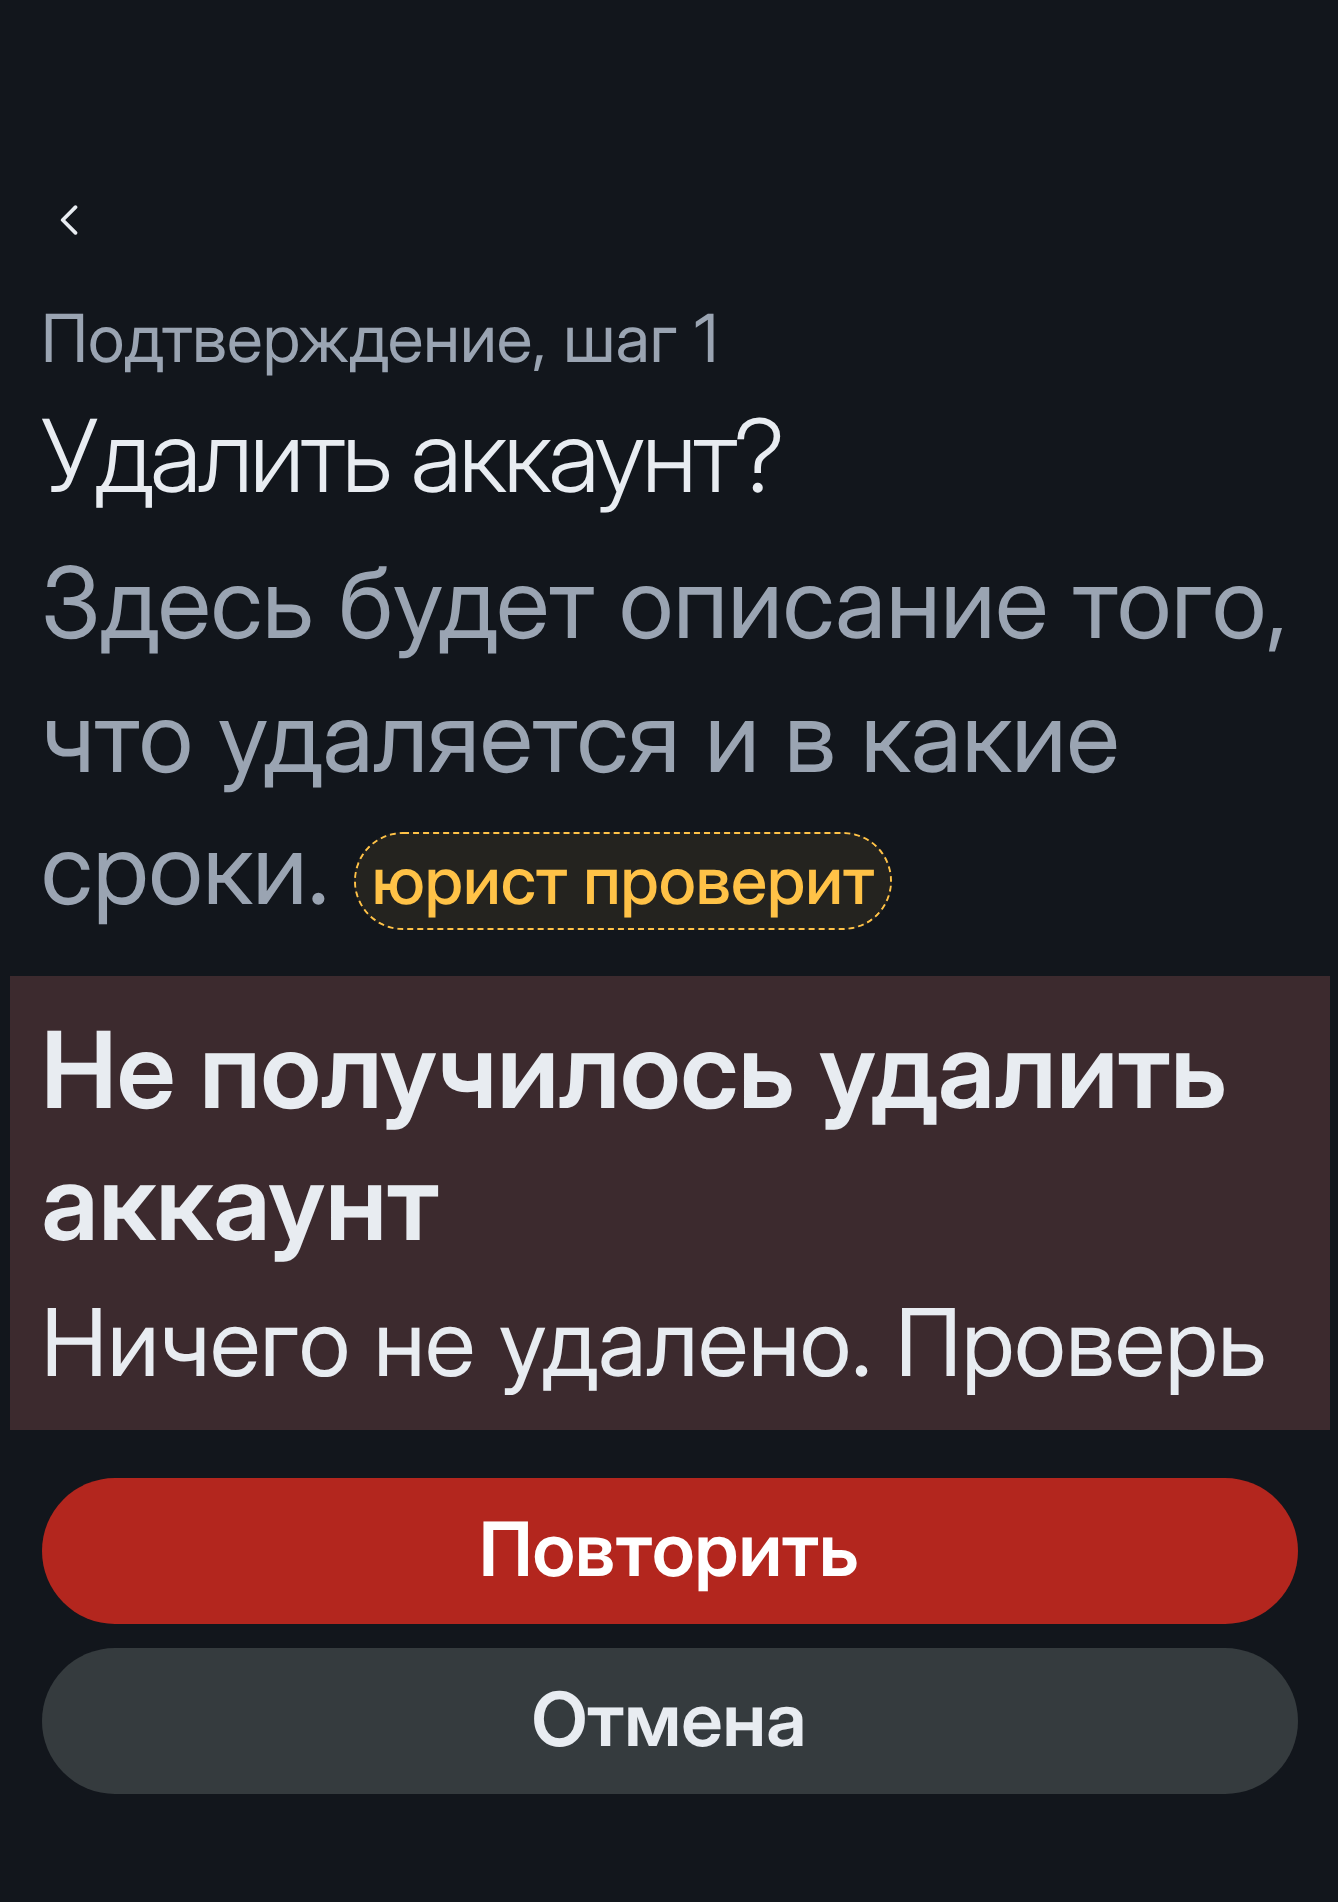 Подтверждение, шаг 1
Удалить аккаунт?
Здесь будет описание того,
что удаляется и в какие
сроки. юрист проверит
Не получилось удалить
аккаунт
Ничего не удалено. Проверь
Повторить
Отмена